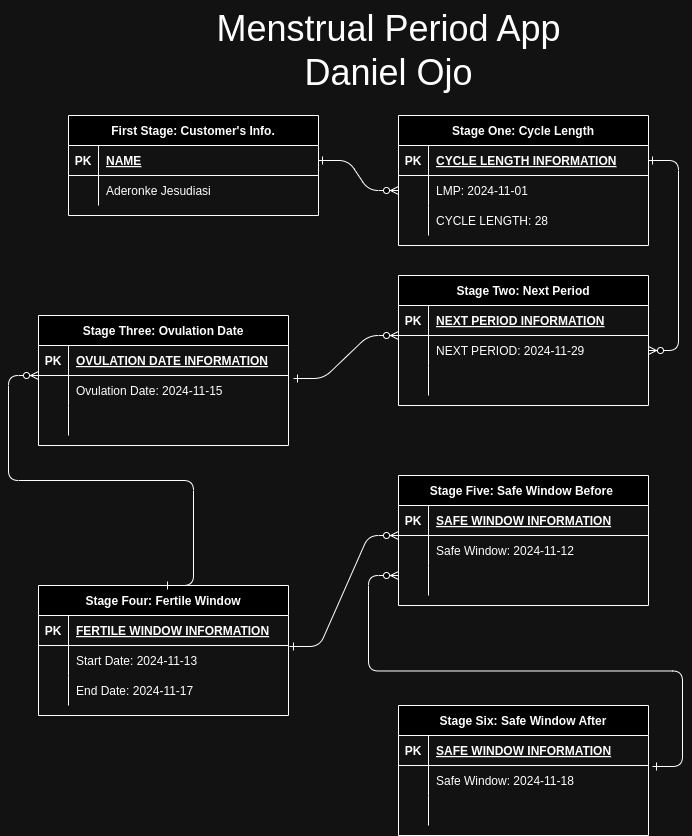 Menstrual Period App
Daniel Ojo
First Stage: Customer's Info.
PK NAME
Aderonke Jesudiasi
Stage One: Cycle Length
PK CYCLE LENGTH INFORMATION
LMP: 2024-11-01
CYCLE LENGTH: 28
Stage Two: Next Period
PK NEXT PERIOD INFORMATION
NEXT PERIOD: 2024-11-29
Stage Three: Ovulation Date
PK OVULATION DATE INFORMATION
Ovulation Date: 2024-11-15
Stage Four: Fertile Window
PK FERTILE WINDOW INFORMATION
Start Date: 2024-11-13
End Date: 2024-11-17
Stage Five: Safe Window Before
PK SAFE WINDOW INFORMATION
Safe Window: 2024-11-12
Stage Six: Safe Window After
PK SAFE WINDOW INFORMATION
Safe Window: 2024-11-18